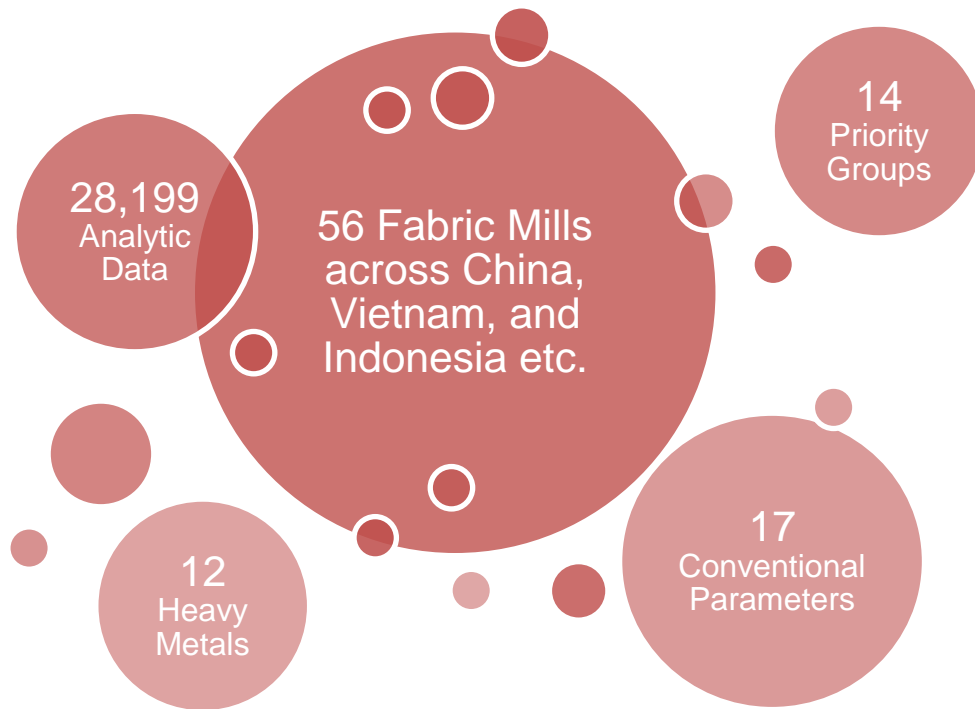 14
Priority
Groups
28,199
Analytic
Data
56 Fabric Mills
across China,
Vietnam, and
Indonesia etc.
17
Conventional
Parameters
12
Heavy
Metals